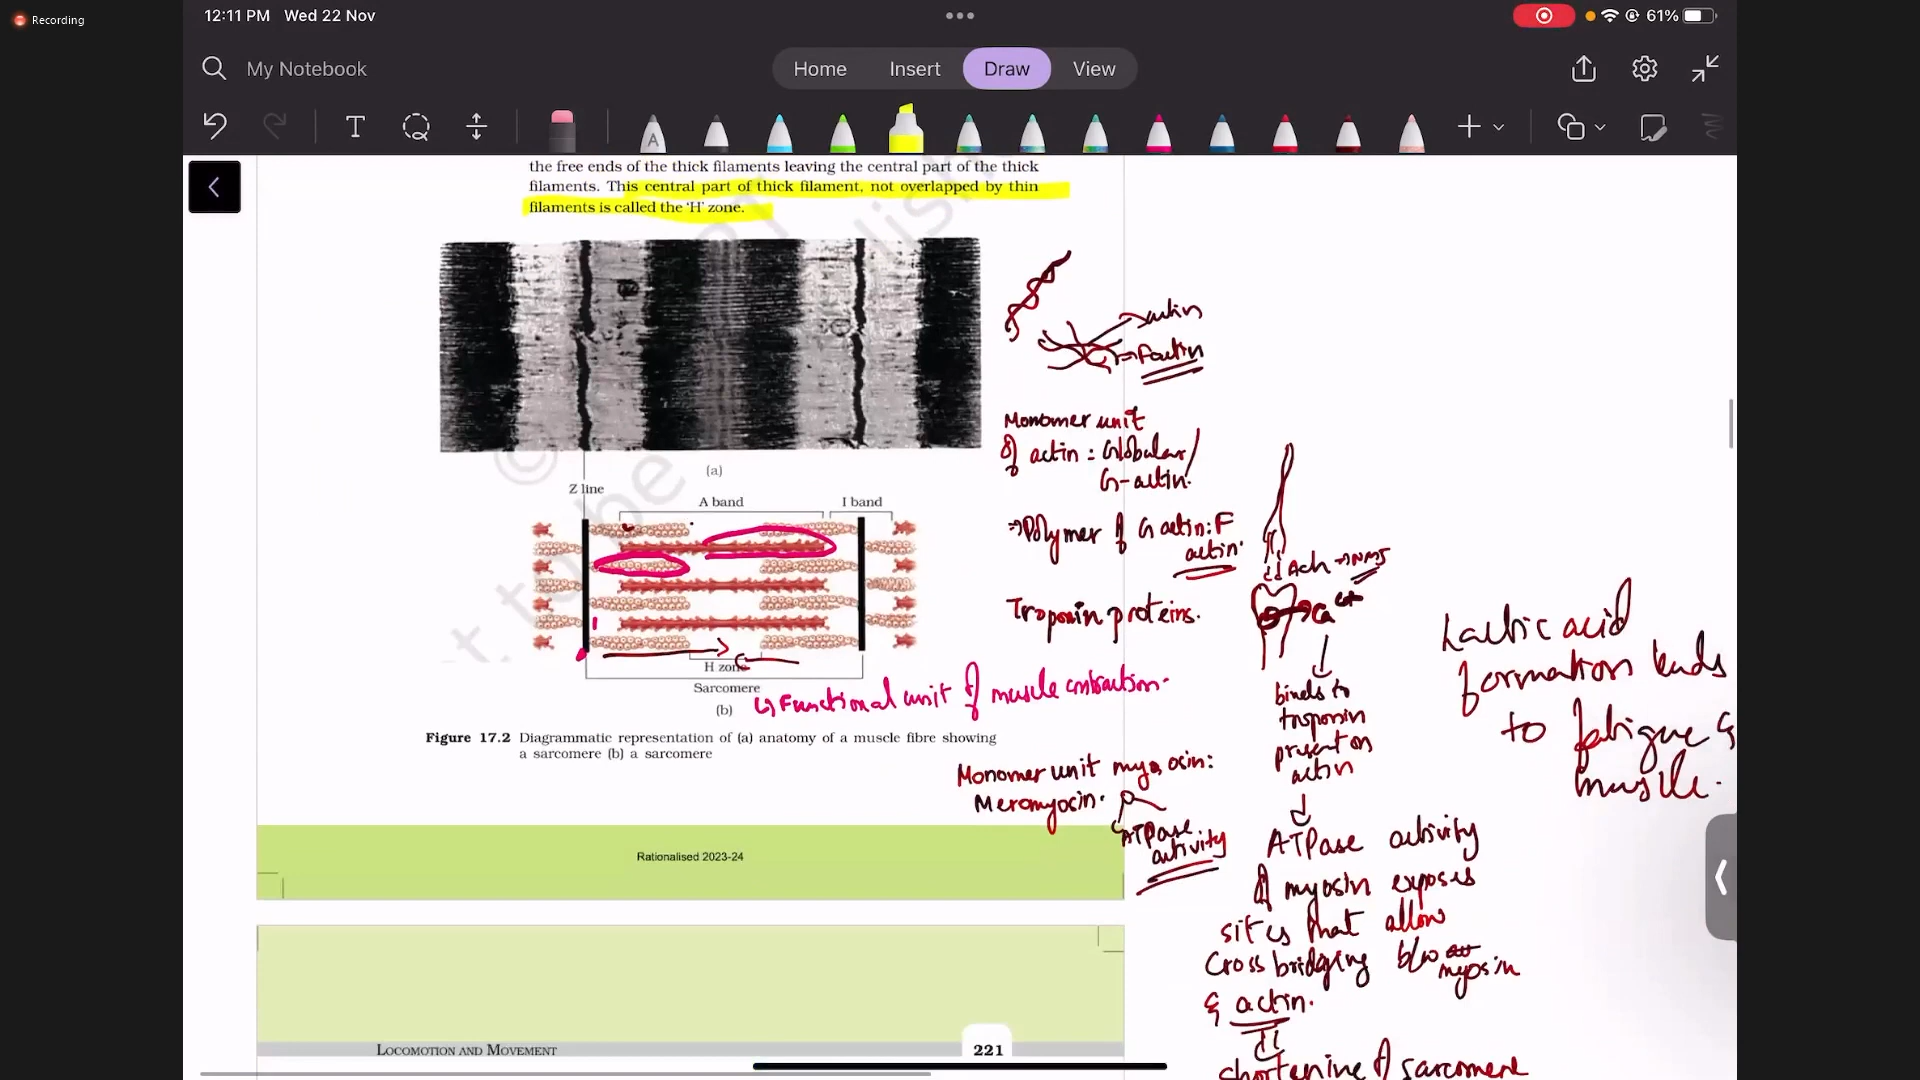 Recording
12:11 PM Wed 22 Nov
61%
My Notebook
Home Insert Draw View
T
A
the free ends of the thick filaments leaving the central part of the thick
filaments. This central part of thick filament, not overlapped by thin
filaments is called the 'H' zone.
(a)
Z line
A band
I band
H zone
Sarcomere
(b)
Functional unit of muscle contraction.
Figure 17.2 Diagrammatic representation of (a) anatomy of a muscle fibre showing
a sarcomere (b) a sarcomere
actin
Factin
Monomer unit
of actin = Globular/
G-actin.
Polymer of G actin: F
actin.
Troponin proteins.
Monomer unit myosin:
Meromyosin.
ATPase
activity
Ach → NMJ
Ca
binds to
troponin
present on
actin
ATPase activity
of myosin exposes
sites that allow
Cross bridging b/w
myosin
& actin.
shortening of sarcomere
Lactic acid
formation leads
to fatigue of
muscle.
Rationalised 2023-24
LOCOMOTION AND MOVEMENT
221